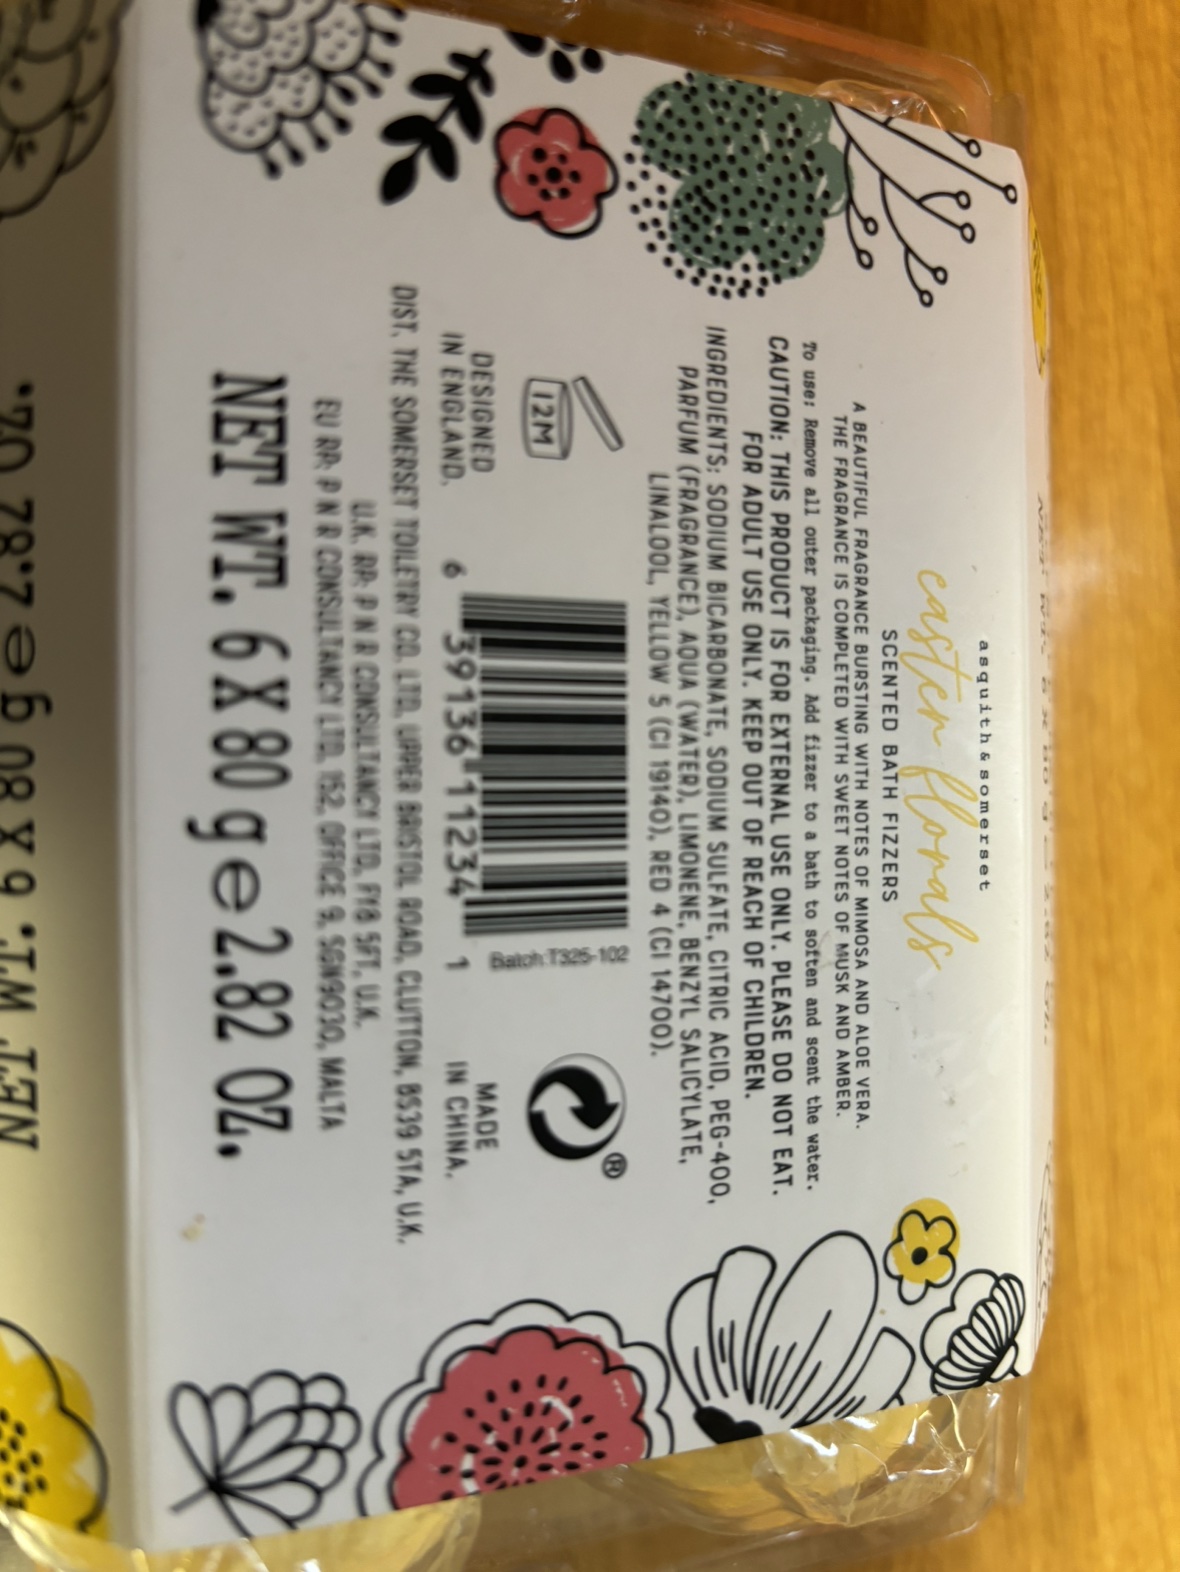 asquith & somerset
easter florals
SCENTED BATH FIZZERS
A BEAUTIFUL FRAGRANCE BURSTING WITH NOTES OF MIMOSA AND ALOE VERA.
THE FRAGRANCE IS COMPLETED WITH SWEET NOTES OF MUSK AND AMBER.
To use: Remove all outer packaging. Add fizzer to a bath to soften and scent the water.
CAUTION: THIS PRODUCT IS FOR EXTERNAL USE ONLY. PLEASE DO NOT EAT.
FOR ADULT USE ONLY. KEEP OUT OF REACH OF CHILDREN.
INGREDIENTS: SODIUM BICARBONATE, SODIUM SULFATE, CITRIC ACID, PEG-400,
PARFUM (FRAGRANCE), AQUA (WATER), LIMONENE, BENZYL SALICYLATE,
LINALOOL, YELLOW 5 (CI 19140), RED 4 (CI 14700).
12M
Batch:T325-102
®
DESIGNED
IN ENGLAND.
6 39136 11234 1
MADE
IN CHINA.
DIST. THE SOMERSET TOILETRY CO. LTD, UPPER BRISTOL ROAD, CLUTTON, BS39 5TA, U.K.
U.K. RP: P N R CONSULTANCY LTD, FY8 5FT, U.K.
EU RP: P N R CONSULTANCY LTD, 152, OFFICE 9, SGN9030, MALTA
NET WT. 6 X 80 g e 2.82 OZ.
NET WT. 6 X 80 g e 2.82 OZ.